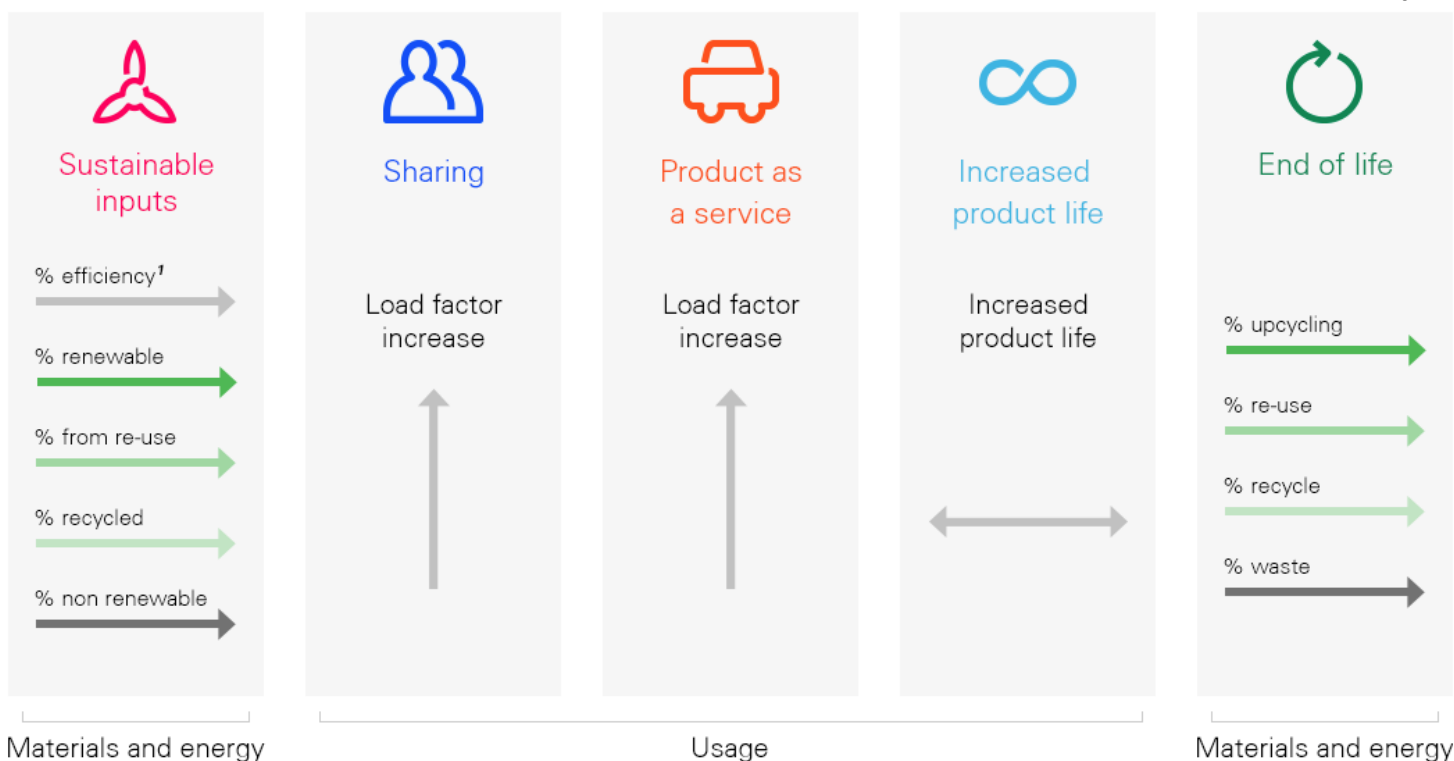 Sustainable
inputs
% efficiency¹
% renewable
% from re-use
% recycled
% non renewable
Sharing
Load factor
increase
Product as
a service
Load factor
increase
Increased
product life
Increased
product life
End of life
% upcycling
% re-use
% recycle
% waste
Materials and energy
Usage
Materials and energy